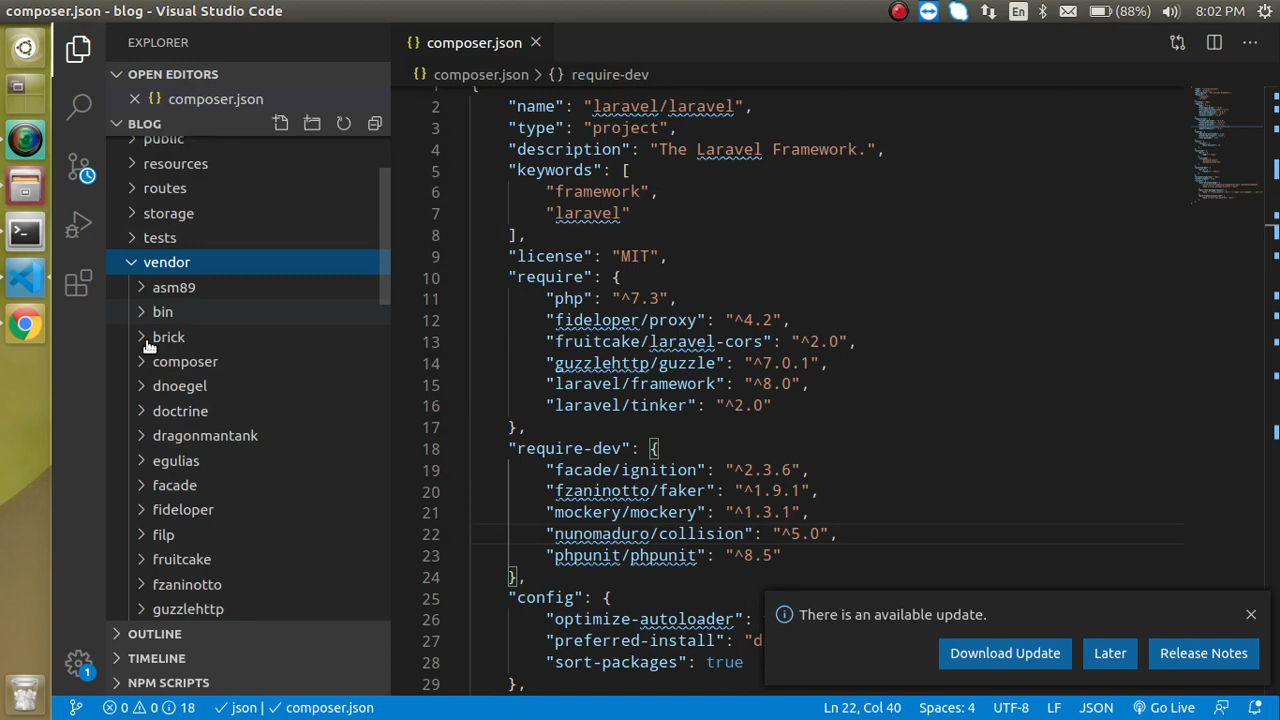 composer.json - blog - Visual Studio Code
En
(88%)
8:02 PM
EXPLORER
OPEN EDITORS
{} composer.json
BLOG
public
resources
routes
storage
tests
vendor
asm89
bin
brick
composer
dnoegel
doctrine
dragonmantank
egulias
facade
fideloper
filp
fruitcake
fzaninotto
guzzlehttp
OUTLINE
TIMELINE
NPM SCRIPTS
1
{} composer.json
{} composer.json > {} require-dev
1 {
2 "name": "laravel/laravel",
3 "type": "project",
4 "description": "The Laravel Framework.",
5 "keywords": [
6 "framework",
7 "laravel"
8 ],
9 "license": "MIT",
10 "require": {
11 "php": "^7.3",
12 "fideloper/proxy": "^4.2",
13 "fruitcake/laravel-cors": "^2.0",
14 "guzzlehttp/guzzle": "^7.0.1",
15 "laravel/framework": "^8.0",
16 "laravel/tinker": "^2.0"
17 },
18 "require-dev": {
19 "facade/ignition": "^2.3.6",
20 "fzaninotto/faker": "^1.9.1",
21 "mockery/mockery": "^1.3.1",
22 "nunomaduro/collision": "^5.0",
23 "phpunit/phpunit": "^8.5"
24 },
25 "config": {
26 "optimize-autoloader":
27 "preferred-install": "d
28 "sort-packages": true
29 },
There is an available update.
Download Update
Later
Release Notes
0 0 18
json
composer.json
Ln 22, Col 40
Spaces: 4
UTF-8
LF
JSON
Go Live